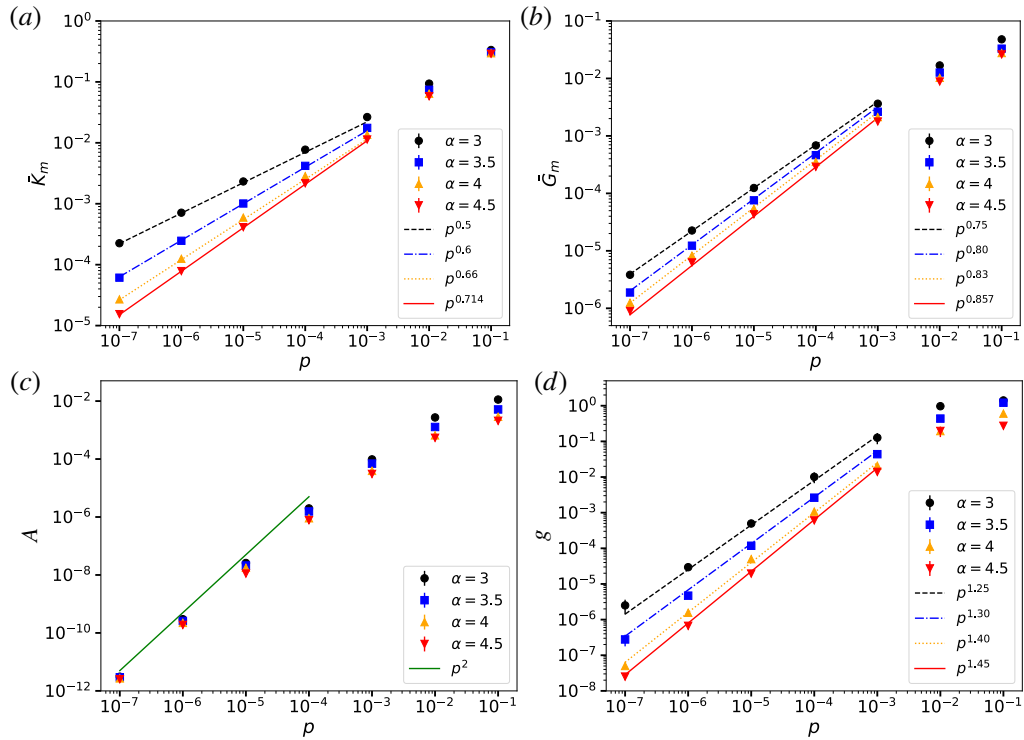 (a)
10^0
10^{-1}
10^{-2}
10^{-3}
10^{-4}
10^{-5}
K̄_m
α = 3
α = 3.5
α = 4
α = 4.5
p^{0.5}
p^{0.6}
p^{0.66}
p^{0.714}
10^{-7} 10^{-6} 10^{-5} 10^{-4} 10^{-3} 10^{-2} 10^{-1}
p
(b)
10^{-1}
10^{-2}
10^{-3}
10^{-4}
10^{-5}
10^{-6}
Ḡ_m
α = 3
α = 3.5
α = 4
α = 4.5
p^{0.75}
p^{0.80}
p^{0.83}
p^{0.857}
10^{-7} 10^{-6} 10^{-5} 10^{-4} 10^{-3} 10^{-2} 10^{-1}
p
(c)
10^{-2}
10^{-4}
10^{-6}
10^{-8}
10^{-10}
10^{-12}
A
α = 3
α = 3.5
α = 4
α = 4.5
p^2
10^{-7} 10^{-6} 10^{-5} 10^{-4} 10^{-3} 10^{-2} 10^{-1}
p
(d)
10^0
10^{-1}
10^{-2}
10^{-3}
10^{-4}
10^{-5}
10^{-6}
10^{-7}
10^{-8}
g
α = 3
α = 3.5
α = 4
α = 4.5
p^{1.25}
p^{1.30}
p^{1.40}
p^{1.45}
10^{-7} 10^{-6} 10^{-5} 10^{-4} 10^{-3} 10^{-2} 10^{-1}
p